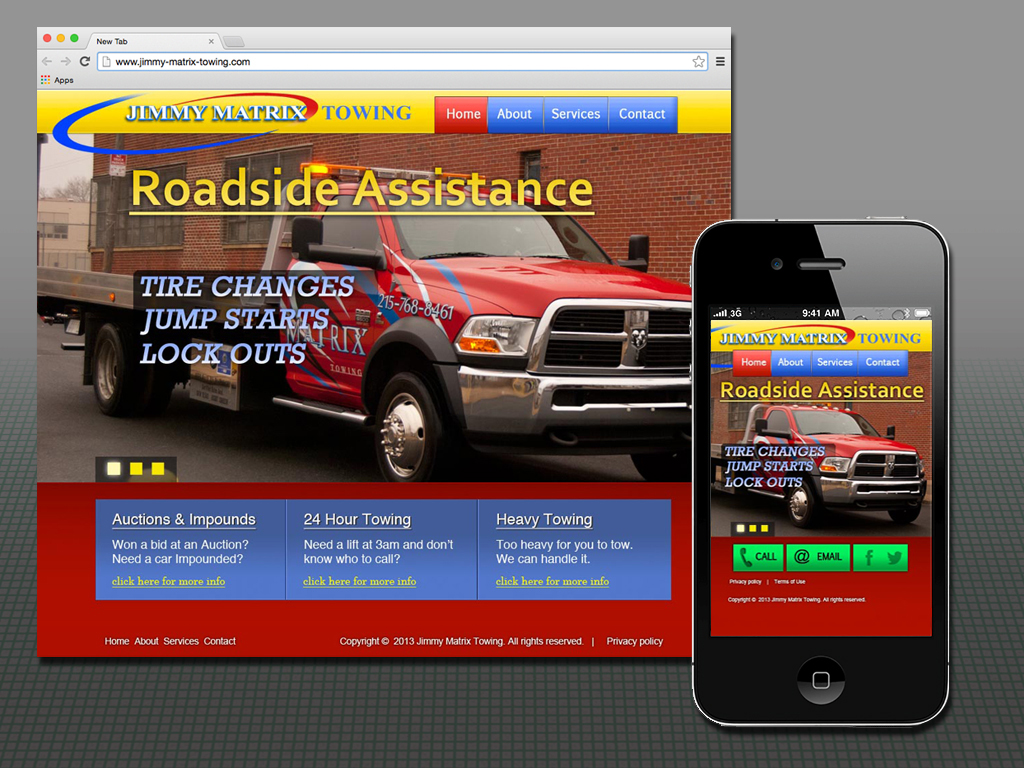 New Tab
www.jimmy-matrix-towing.com
Apps
JIMMY MATRIX TOWING
Home About Services Contact
Roadside Assistance
TIRE CHANGES
JUMP STARTS
LOCK OUTS
215-768-8461
MATRIX
TOWING
Auctions & Impounds
Won a bid at an Auction?
Need a car Impounded?
click here for more info
24 Hour Towing
Need a lift at 3am and don't
know who to call?
click here for more info
Heavy Towing
Too heavy for you to tow.
We can handle it.
click here for more info
Home About Services Contact
Copyright © 2013 Jimmy Matrix Towing. All rights reserved. | Privacy policy
3G 9:41 AM
JIMMY MATRIX TOWING
Home About Services Contact
Roadside Assistance
TIRE CHANGES
JUMP STARTS
LOCK OUTS
CALL @ EMAIL
Privacy policy | Terms of Use
Copyright © 2013 Jimmy Matrix Towing. All rights reserved.